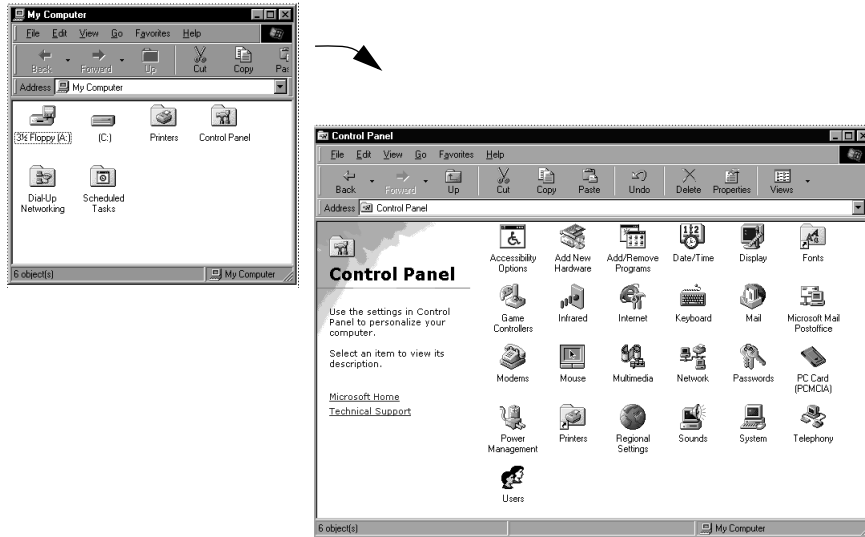 My Computer
File Edit View Go Favorites Help
Back Forward Up Cut Copy Pas
Address My Computer
3½ Floppy (A:) (C:) Printers Control Panel
Dial-Up Networking Scheduled Tasks
6 object(s) My Computer
Control Panel
File Edit View Go Favorites Help
Back Forward Up Cut Copy Paste Undo Delete Properties Views
Address Control Panel
Control Panel
Use the settings in Control
Panel to personalize your
computer.
Select an item to view its
description.
Microsoft Home
Technical Support
Accessibility Options Add New Hardware Add/Remove Programs Date/Time Display Fonts
Game Controllers Infrared Internet Keyboard Mail Microsoft Mail Postoffice
Modems Mouse Multimedia Network Passwords PC Card (PCMCIA)
Power Management Printers Regional Settings Sounds System Telephony
Users
6 object(s) My Computer